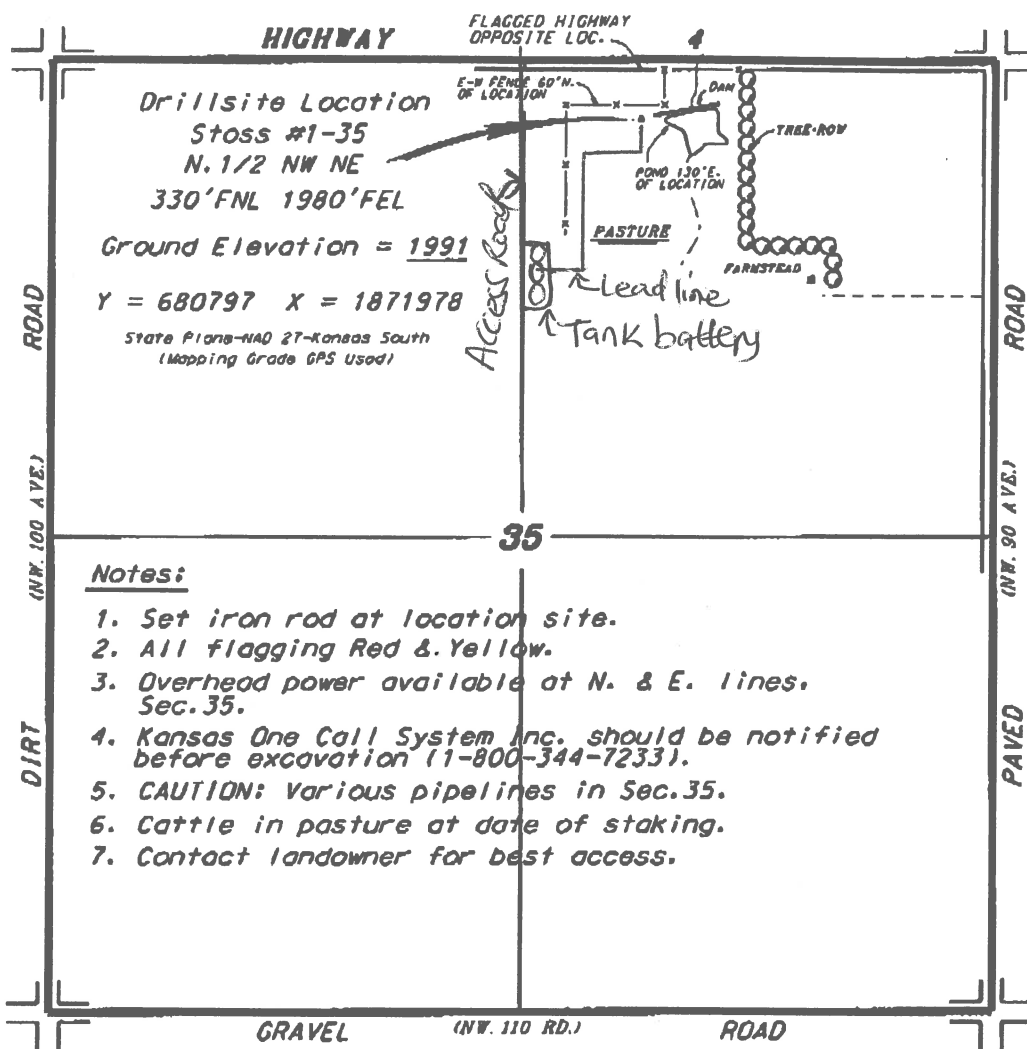 HIGHWAY
FLAGGED HIGHWAY
OPPOSITE LOC.
4
E-W FENCE 60'N.
OF LOCATION
DAM
TREE-ROW
Drillsite Location
Stoss #1-35
N. 1/2 NW NE
330'FNL 1980'FEL
POND 130'E.
OF LOCATION
Ground Elevation = 1991
PASTURE
FARMSTEAD
Y = 680797 X = 1871978
State Plane-NAD 27-Kansas South
(Mapping Grade GPS Used)
Access Road
Lead line
Tank battery
ROAD
ROAD
(NW. 100 AVE.)
(NW. 90 AVE.)
35
Notes:
1. Set iron rod at location site.
2. All flagging Red & Yellow.
3. Overhead power available at N. & E. lines.
Sec.35.
4. Kansas One Call System Inc. should be notified
before excavation (1-800-344-7233).
5. CAUTION: Various pipelines in Sec.35.
6. Cattle in pasture at date of staking.
7. Contact landowner for best access.
DIRT
PAVED
GRAVEL (NW. 110 RD.) ROAD